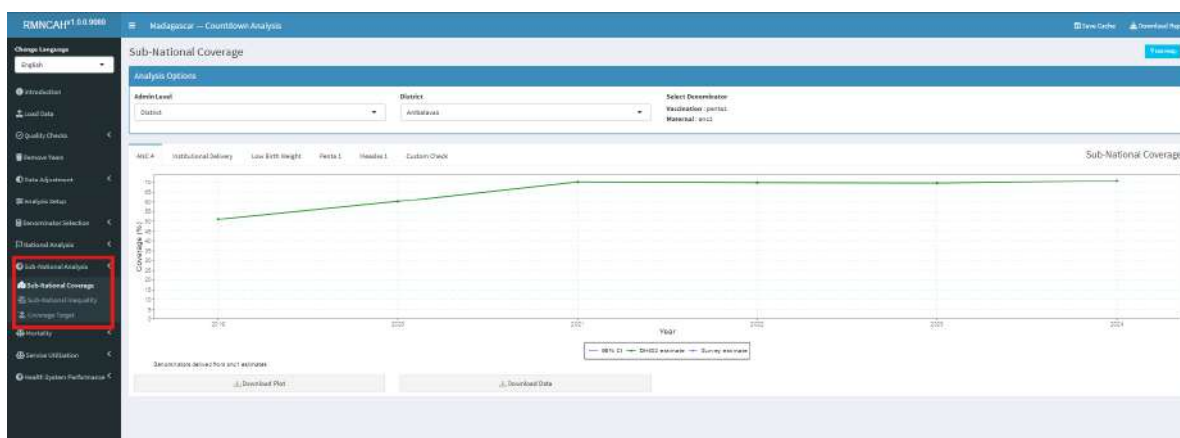 RMNCAH v1.0.0.9000
Madagascar — Countdown Analysis
Save Cache
Download Rep
Change Language
English
Introduction
Load Data
Quality Checks
Remove Years
Data Adjustment
Analysis Setup
Denominator Selection
National Analysis
Sub-National Analysis
Sub-National Coverage
Sub-National Inequality
Coverage Target
Mortality
Service Utilization
Health System Performance
Sub-National Coverage
Analysis Options
Admin Level
District
District
Select Denominator
Vaccination: penta1
Maternal: anc1
ANC 4
Institutional Delivery
Low Birth Weight
Penta 1
Measles 1
Custom Check
Sub-National Coverage
Coverage (%)
70
2020
2021
2022
2023
2024
Year
95% CI
DHIS2 estimate
Survey estimate
Denominators derived from anc1 estimates
Download Plot
Download Data